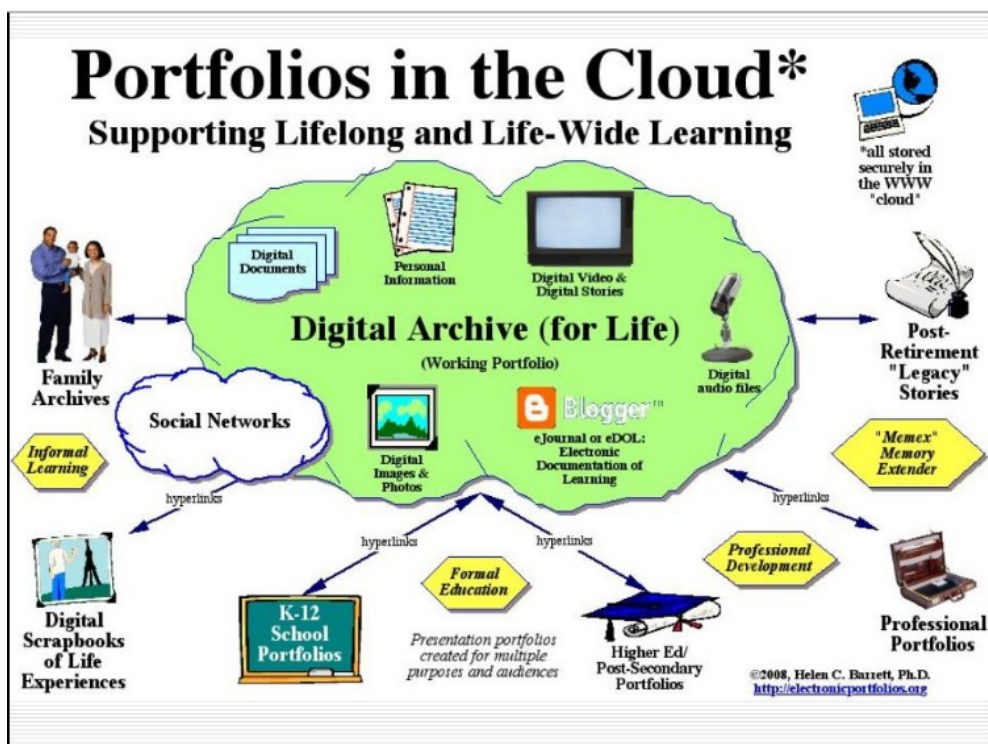 Portfolios in the Cloud*
Supporting Lifelong and Life-Wide Learning
*all stored
securely in
the WWW
"cloud"
Digital
Documents
Personal
Information
Digital Video &
Digital Stories
Digital Archive (for Life)
(Working Portfolio)
Digital
audio files
Family
Archives
Post-
Retirement
"Legacy"
Stories
Social Networks
Digital
Images &
Photos
Blogger™
eJournal or eDOL:
Electronic
Documentation of
Learning
Informal
Learning
"Memex"
Memory
Extender
hyperlinks
hyperlinks
hyperlinks
hyperlinks
Formal
Education
Professional
Development
Digital
Scrapbooks
of Life
Experiences
K-12
School
Portfolios
Presentation portfolios
created for multiple
purposes and audiences
Higher Ed/
Post-Secondary
Portfolios
Professional
Portfolios
©2008, Helen C. Barrett, Ph.D.
http://electronicportfolios.org